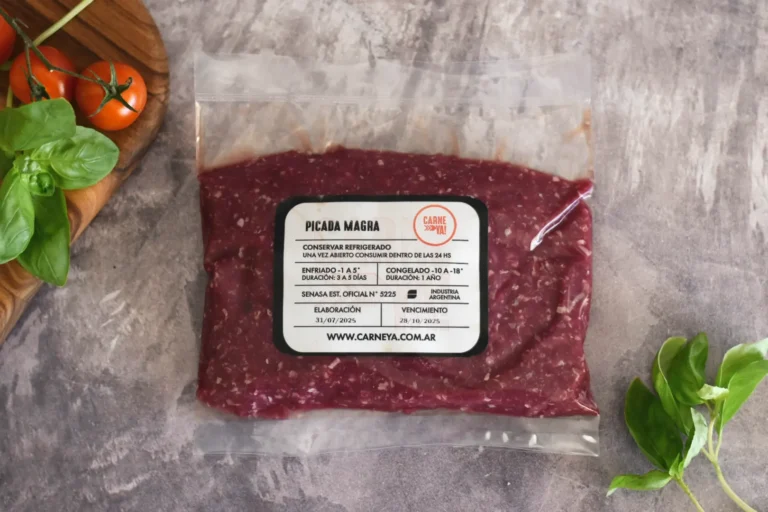 PICADA MAGRA
CARNE
YA!
CONSERVAR REFRIGERADO
UNA VEZ ABIERTO CONSUMIR DENTRO DE LAS 24 HS
ENFRIADO -1 A 5°
DURACIÓN: 3 A 5 DÍAS
CONGELADO -10 A -18°
DURACIÓN: 1 AÑO
SENASA EST. OFICIAL N° 5225
INDUSTRIA
ARGENTINA
ELABORACIÓN
31/07/2025
VENCIMIENTO
28/10/2025
WWW.CARNEYA.COM.AR